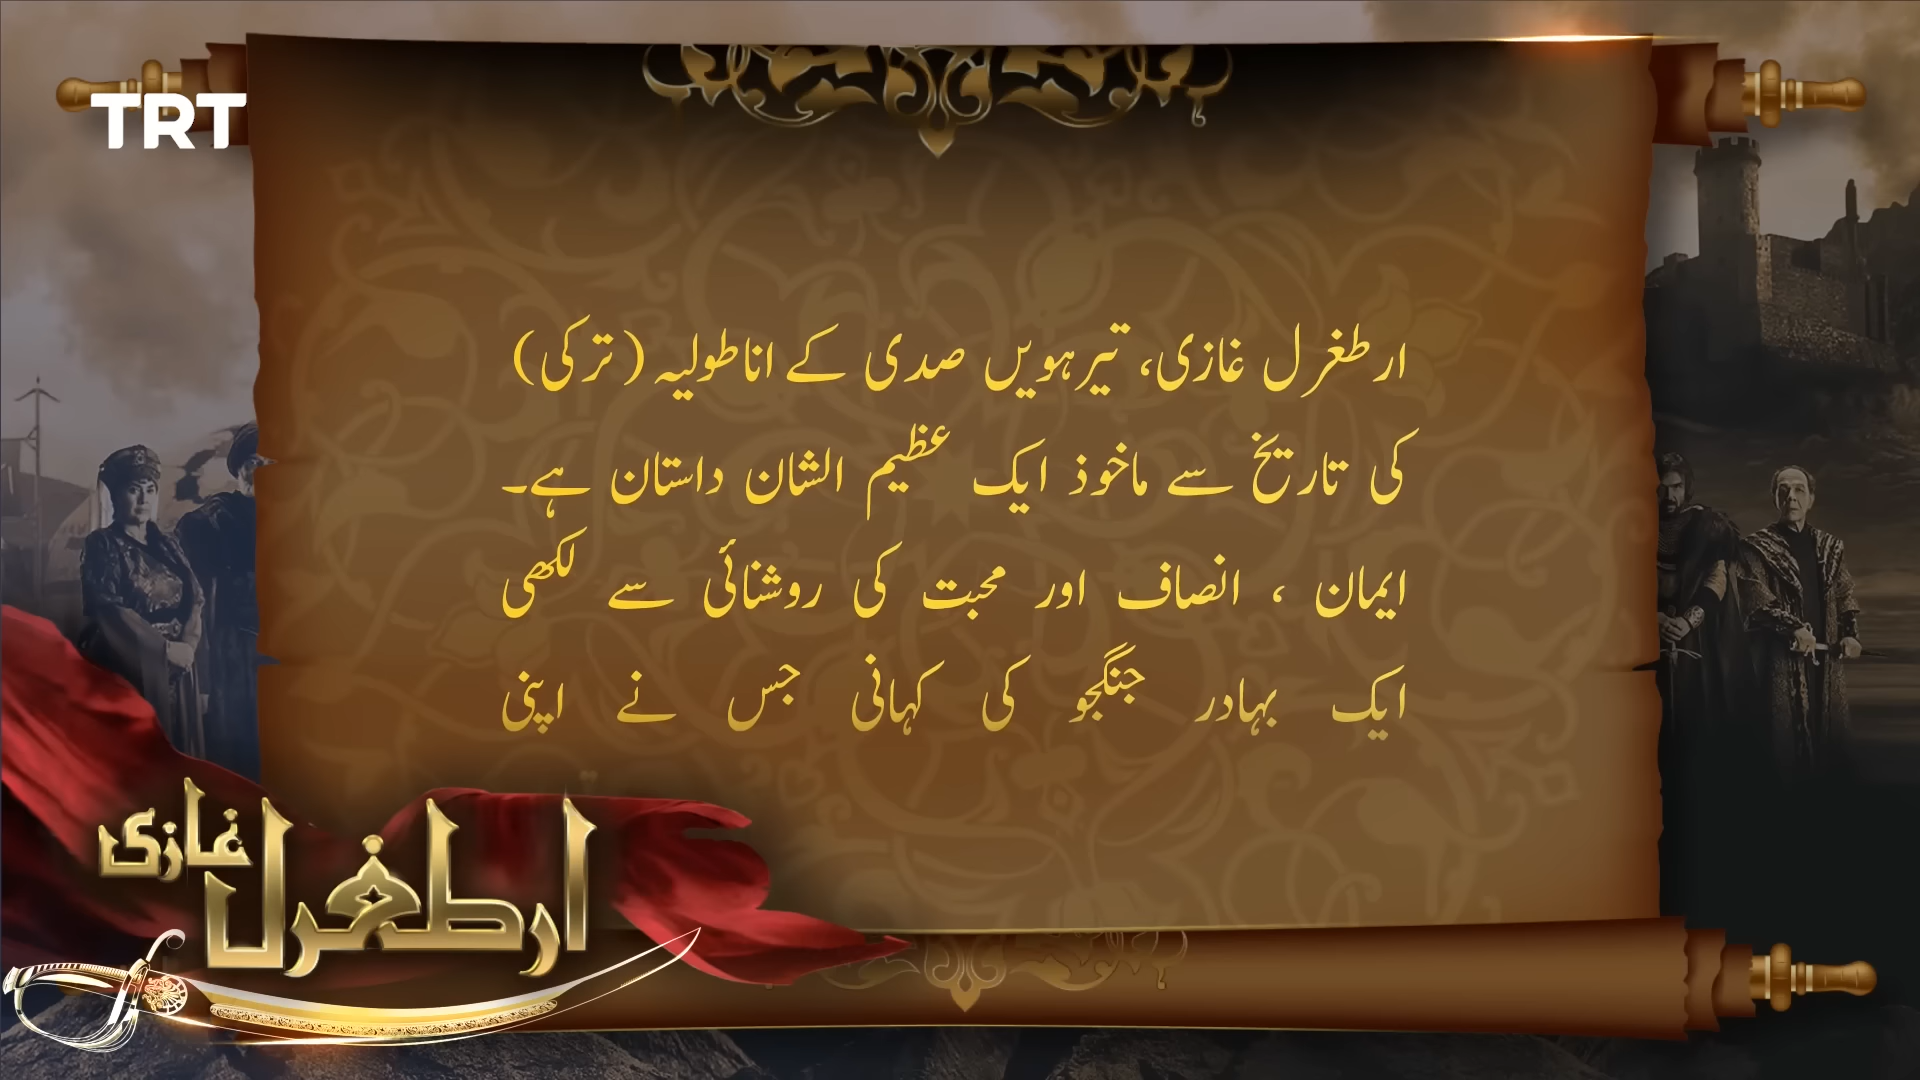 TRT
ارطغرل غازی، تیرہویں صدی کے اناطولیہ (ترکی)
کی تاریخ سے ماخوذ ایک عظیم الشان داستان ہے۔
ایمان ، انصاف اور محبت کی روشنائی سے لکھی
ایک بہادر جنگجو کی کہانی جس نے اپنی
ارطغرل غازی